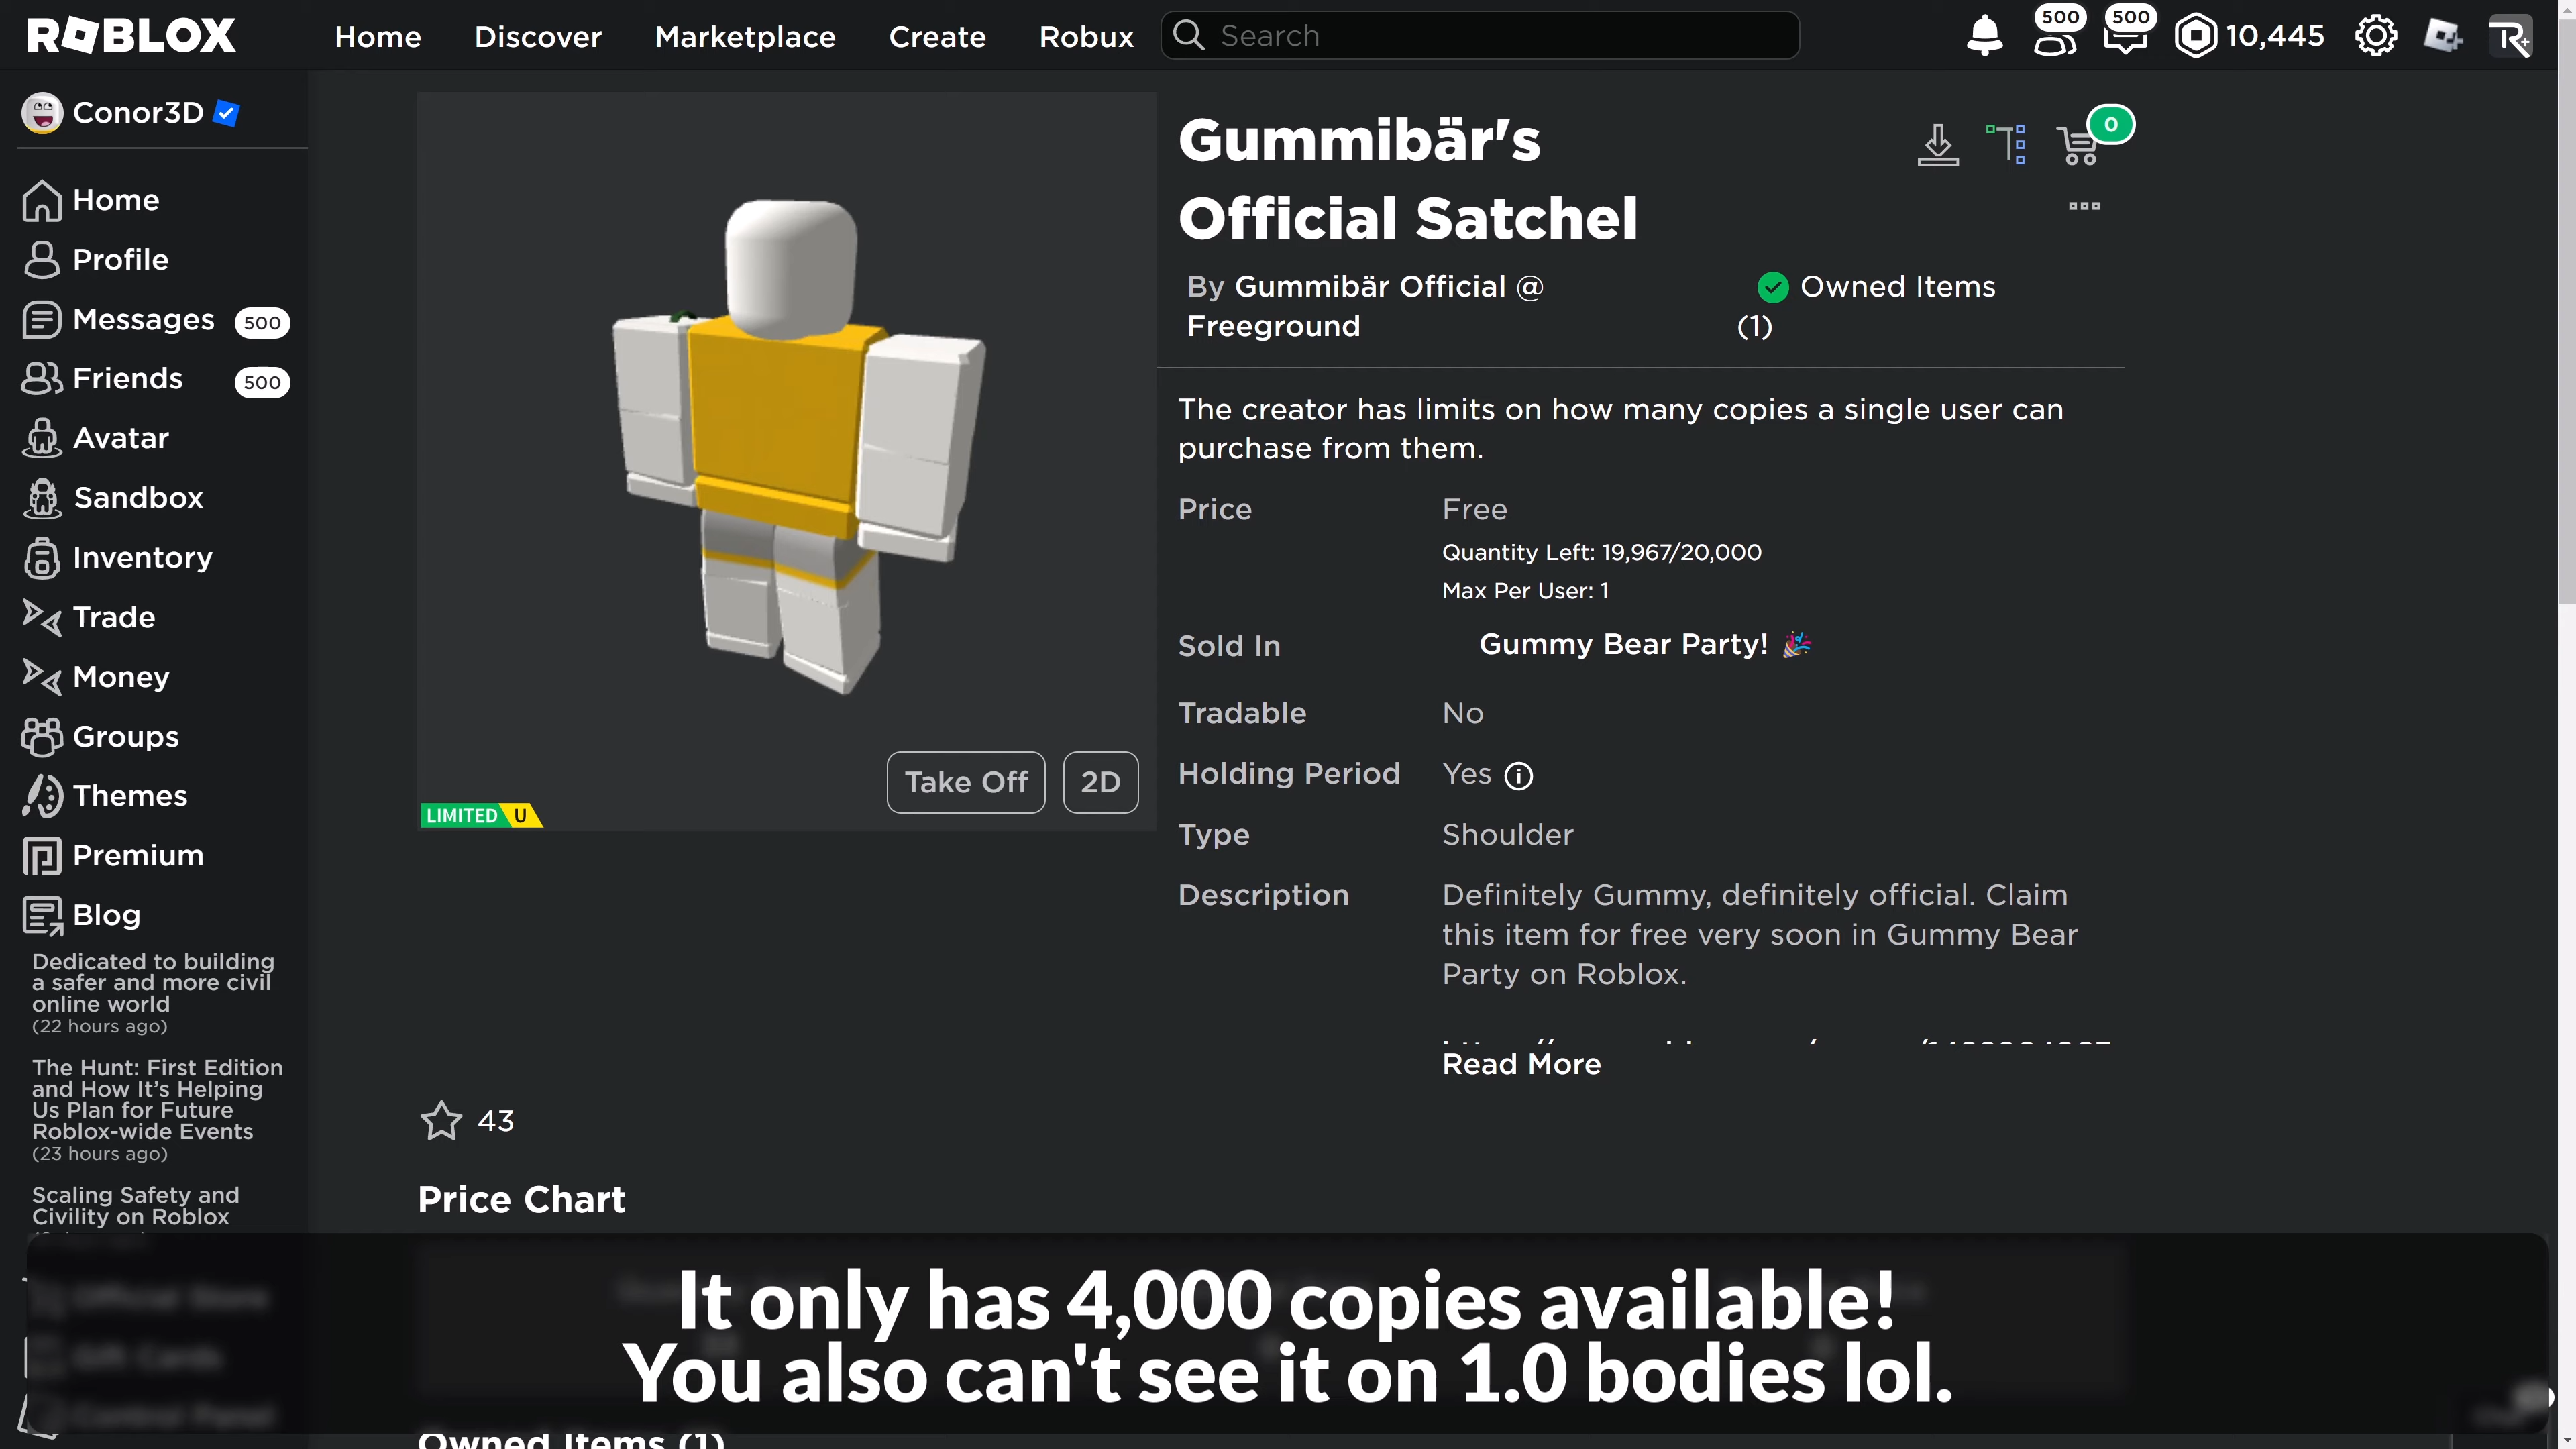 ROBLOX
Home
Discover
Marketplace
Create
Robux
Search
500
500
10,445
Conor3D
Home
Profile
Messages 500
Friends 500
Avatar
Sandbox
Inventory
Trade
Money
Groups
Themes
Premium
Blog
Dedicated to building
a safer and more civil
online world
(22 hours ago)
The Hunt: First Edition
and How It's Helping
Us Plan for Future
Roblox-wide Events
(23 hours ago)
Scaling Safety and
Civility on Roblox
Official Store
Gift Cards
Control Panel
Take Off
2D
LIMITED U
Gummibär's
Official Satchel
0
By Gummibär Official @
Freeground
Owned Items
(1)
The creator has limits on how many copies a single user can
purchase from them.
Price Free
Quantity Left: 19,967/20,000
Max Per User: 1
Sold In Gummy Bear Party! 🎉
Tradable No
Holding Period Yes
Type Shoulder
Description Definitely Gummy, definitely official. Claim
this item for free very soon in Gummy Bear
Party on Roblox.
Read More
43
Price Chart
It only has 4,000 copies available!
You also can't see it on 1.0 bodies lol.
Owned Items (1)